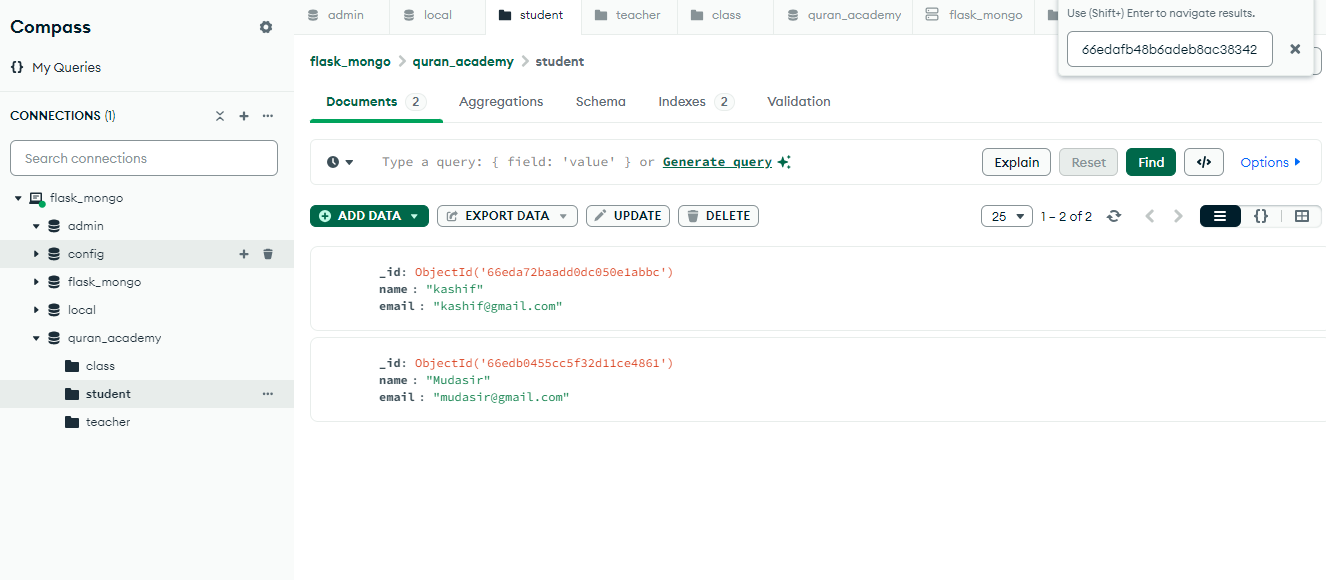 Compass
{} My Queries
CONNECTIONS (1)
Search connections
flask_mongo
admin
config
flask_mongo
local
quran_academy
class
student
teacher
admin
local
student
teacher
class
quran_academy
flask_mongo
Use (Shift+) Enter to navigate results.
66edafb48b6adeb8ac38342
flask_mongo > quran_academy > student
Documents 2
Aggregations
Schema
Indexes 2
Validation
Type a query: { field: 'value' } or Generate query
Explain
Reset
Find
</>
Options
ADD DATA
EXPORT DATA
UPDATE
DELETE
25
1 – 2 of 2
{}
_id: ObjectId('66eda72baadd0dc050e1abbc')
name : "kashif"
email : "kashif@gmail.com"
_id: ObjectId('66edb0455cc5f32d11ce4861')
name : "Mudasir"
email : "mudasir@gmail.com"